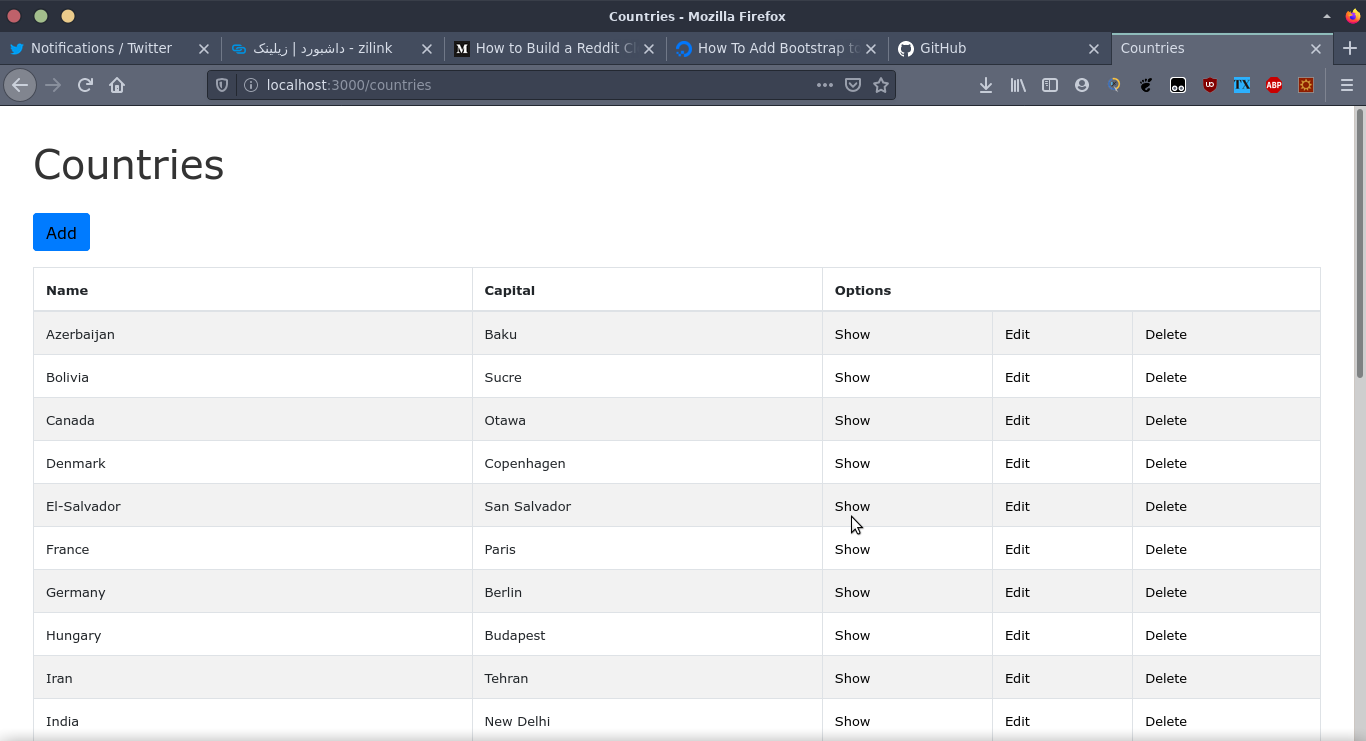 Countries - Mozilla Firefox
Notifications / Twitter
داشبورد | زیلینک - zilink
M How to Build a Reddit Cl
How To Add Bootstrap to
GitHub
Countries
localhost:3000/countries
UO
TX
ABP
Countries
Add
Name Capital Options
Azerbaijan Baku Show Edit Delete
Bolivia Sucre Show Edit Delete
Canada Otawa Show Edit Delete
Denmark Copenhagen Show Edit Delete
El-Salvador San Salvador Show Edit Delete
France Paris Show Edit Delete
Germany Berlin Show Edit Delete
Hungary Budapest Show Edit Delete
Iran Tehran Show Edit Delete
India New Delhi Show Edit Delete